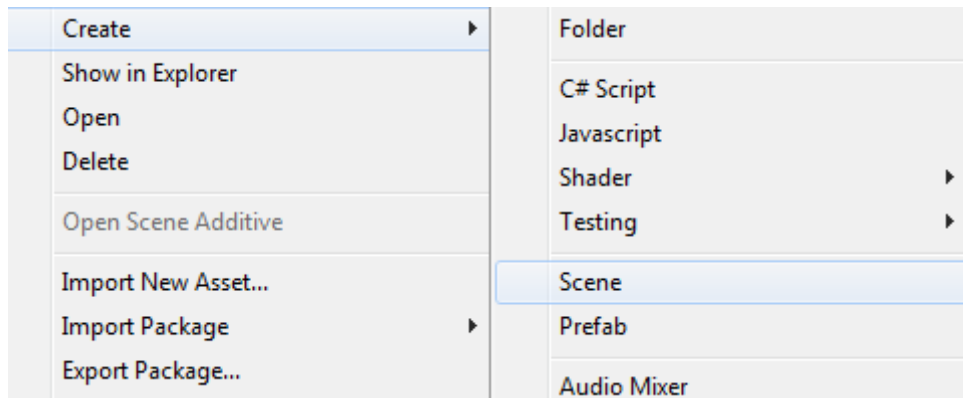 Create
Show in Explorer
Open
Delete
Open Scene Additive
Import New Asset...
Import Package
Export Package...
Folder
C# Script
Javascript
Shader
Testing
Scene
Prefab
Audio Mixer